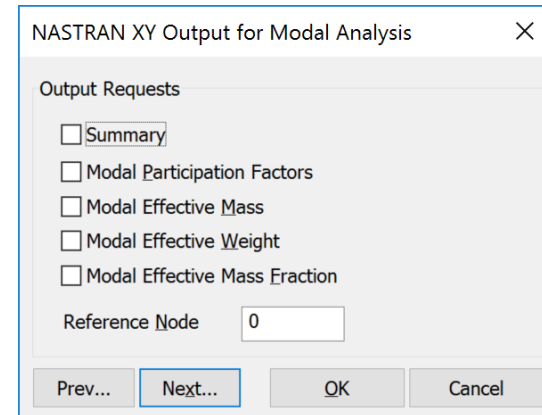 NASTRAN XY Output for Modal Analysis
Output Requests
Summary
Modal Participation Factors
Modal Effective Mass
Modal Effective Weight
Modal Effective Mass Fraction
Reference Node 0
Prev... Next... OK Cancel